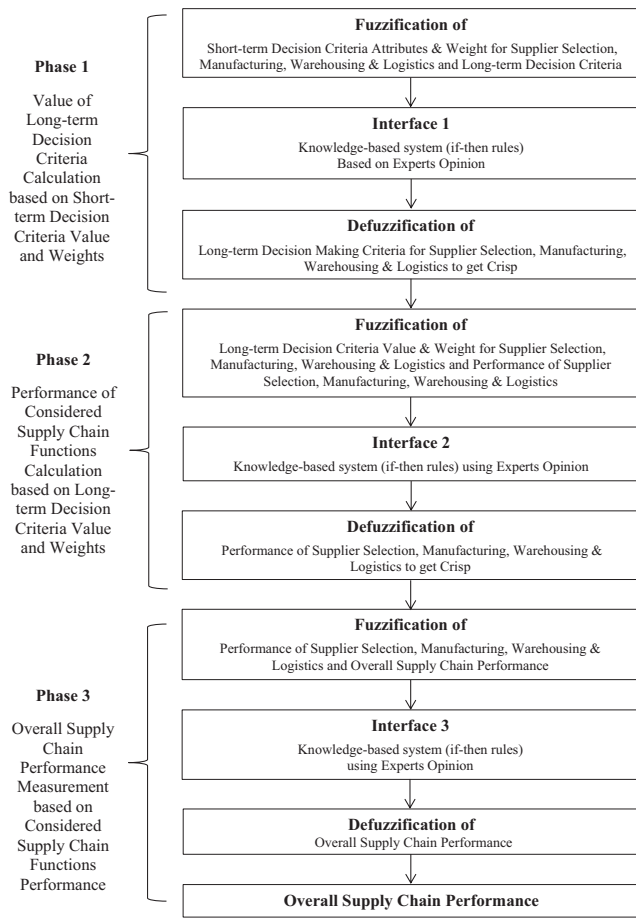 Fuzzification of
Short-term Decision Criteria Attributes & Weight for Supplier Selection,
Manufacturing, Warehousing & Logistics and Long-term Decision Criteria
Phase 1
Value of
Long-term
Decision
Criteria
Calculation
based on Short-
term Decision
Criteria Value
and Weights
Interface 1
Knowledge-based system (if-then rules)
Based on Experts Opinion
Defuzzification of
Long-term Decision Making Criteria for Supplier Selection, Manufacturing,
Warehousing & Logistics to get Crisp
Fuzzification of
Long-term Decision Criteria Value & Weight for Supplier Selection,
Manufacturing, Warehousing & Logistics and Performance of Supplier
Selection, Manufacturing, Warehousing & Logistics
Phase 2
Performance of
Considered
Supply Chain
Functions
Calculation
based on Long-
term Decision
Criteria Value
and Weights
Interface 2
Knowledge-based system (if-then rules) using Experts Opinion
Defuzzification of
Performance of Supplier Selection, Manufacturing, Warehousing &
Logistics to get Crisp
Fuzzification of
Performance of Supplier Selection, Manufacturing, Warehousing &
Logistics and Overall Supply Chain Performance
Phase 3
Overall Supply
Chain
Performance
Measurement
based on
Considered
Supply Chain
Functions
Performance
Interface 3
Knowledge-based system (if-then rules)
using Experts Opinion
Defuzzification of
Overall Supply Chain Performance
Overall Supply Chain Performance